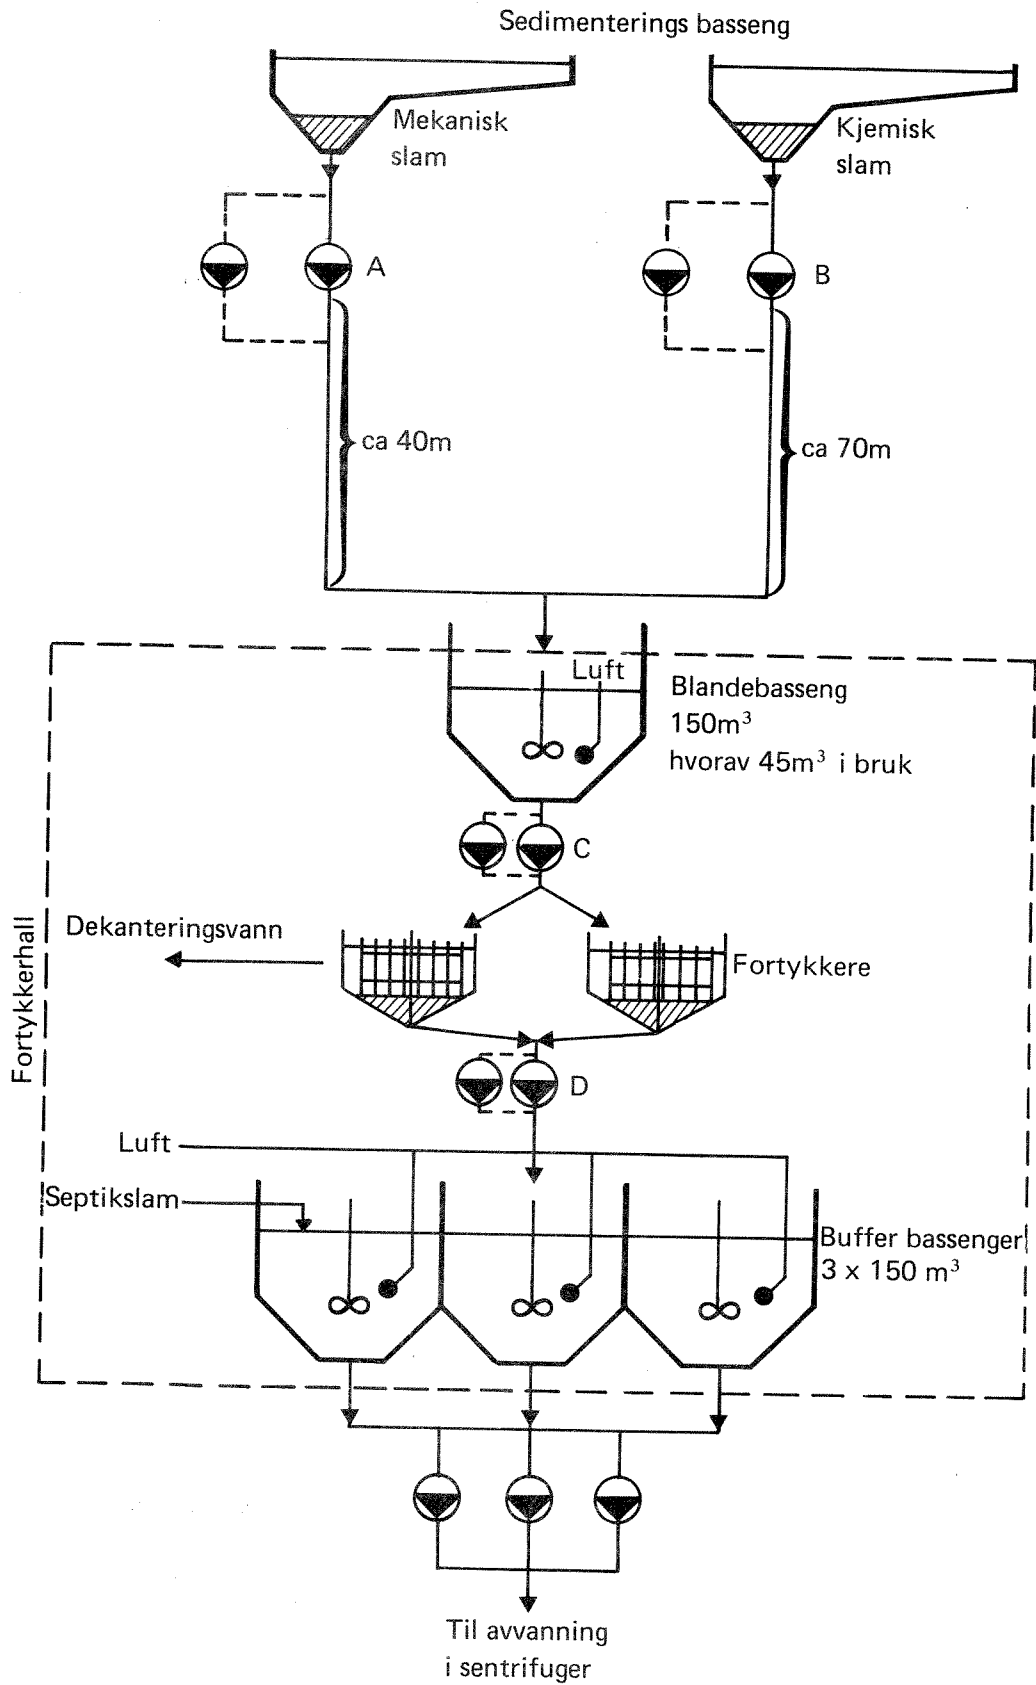 Sedimenterings basseng
Mekanisk
slam
Kjemisk
slam
A
B
ca 40m
ca 70m
Luft
Blandebasseng
150m³
hvorav 45m³ i bruk
C
Dekanteringsvann
Fortykkere
Fortykkerhall
D
Luft
Septikslam
Buffer bassenger
3 x 150 m³
Til avvanning
i sentrifuger